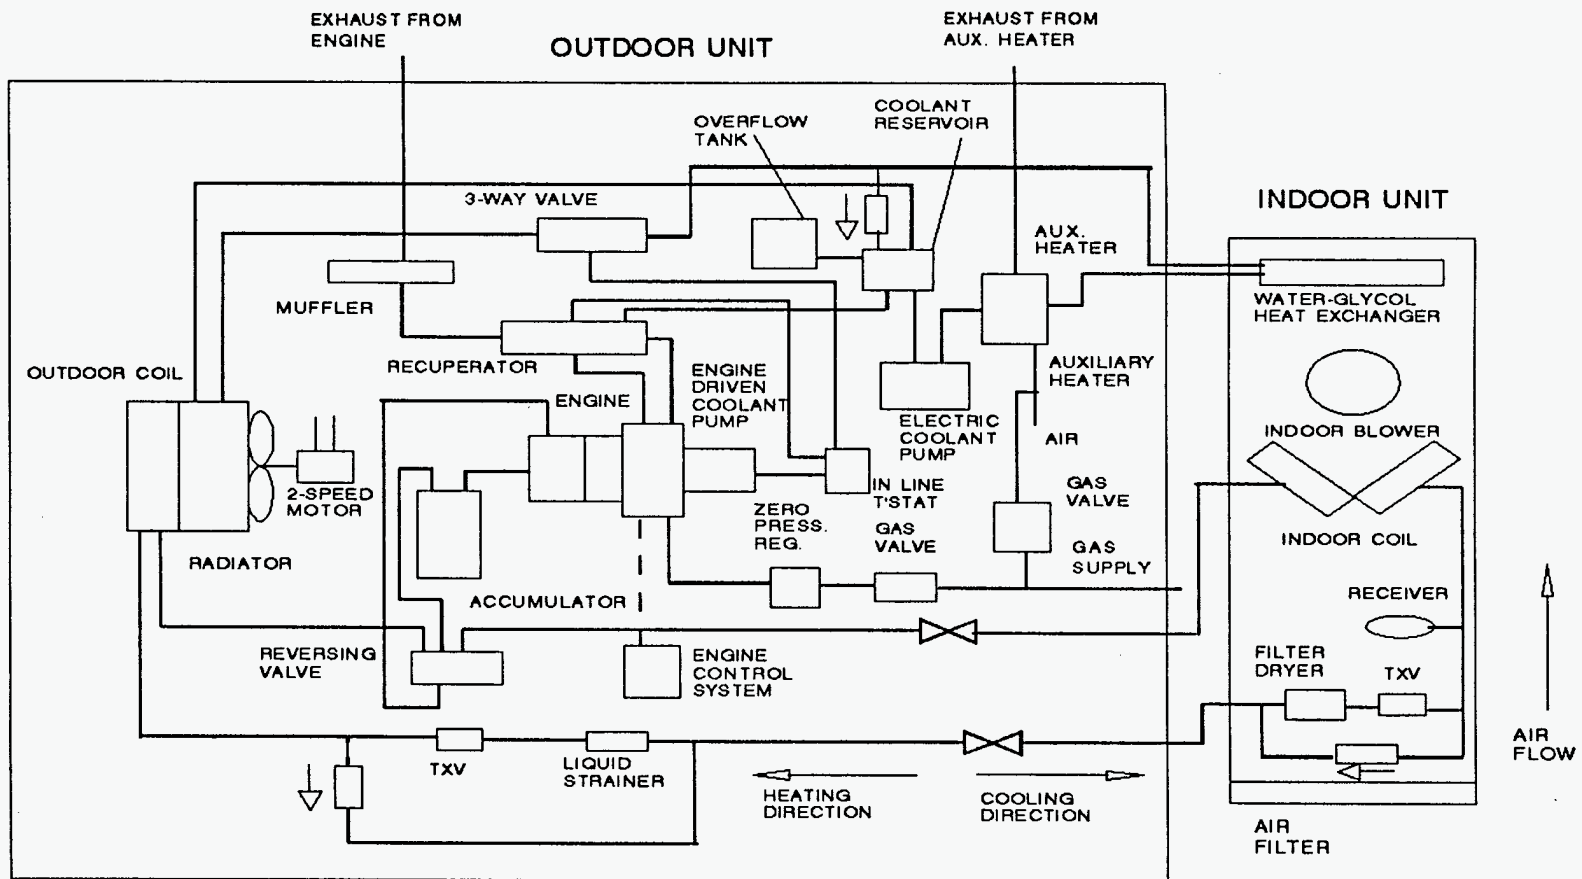 EXHAUST FROM
ENGINE
OUTDOOR UNIT
EXHAUST FROM
AUX. HEATER
OVERFLOW
TANK
COOLANT
RESERVOIR
3-WAY VALVE
INDOOR UNIT
AUX.
HEATER
MUFFLER
WATER-GLYCOL
HEAT EXCHANGER
RECUPERATOR
OUTDOOR COIL
ENGINE
DRIVEN
COOLANT
PUMP
AUXILIARY
HEATER
ENGINE
ELECTRIC
COOLANT
PUMP
AIR
INDOOR BLOWER
2-SPEED
MOTOR
IN LINE
T'STAT
GAS
VALVE
ZERO
PRESS.
REG.
GAS
VALVE
INDOOR COIL
RADIATOR
GAS
SUPPLY
ACCUMULATOR
RECEIVER
REVERSING
VALVE
ENGINE
CONTROL
SYSTEM
FILTER
DRYER
TXV
AIR
FLOW
TXV
LIQUID
STRAINER
HEATING
DIRECTION
COOLING
DIRECTION
AIR
FILTER